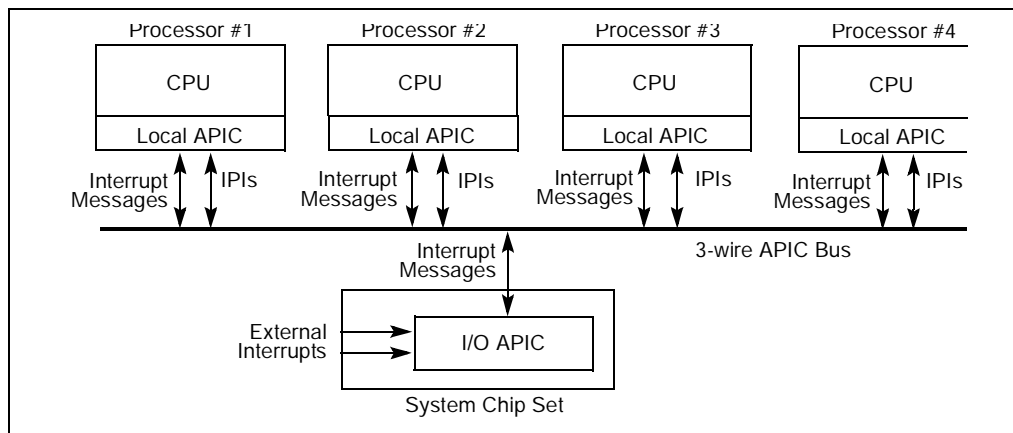 Processor #1
Processor #2
Processor #3
Processor #4
CPU
CPU
CPU
CPU
Local APIC
Local APIC
Local APIC
Local APIC
Interrupt
Messages
IPIs
Interrupt
Messages
IPIs
Interrupt
Messages
IPIs
Interrupt
Messages
IPIs
Interrupt
Messages
3-wire APIC Bus
External
Interrupts
I/O APIC
System Chip Set